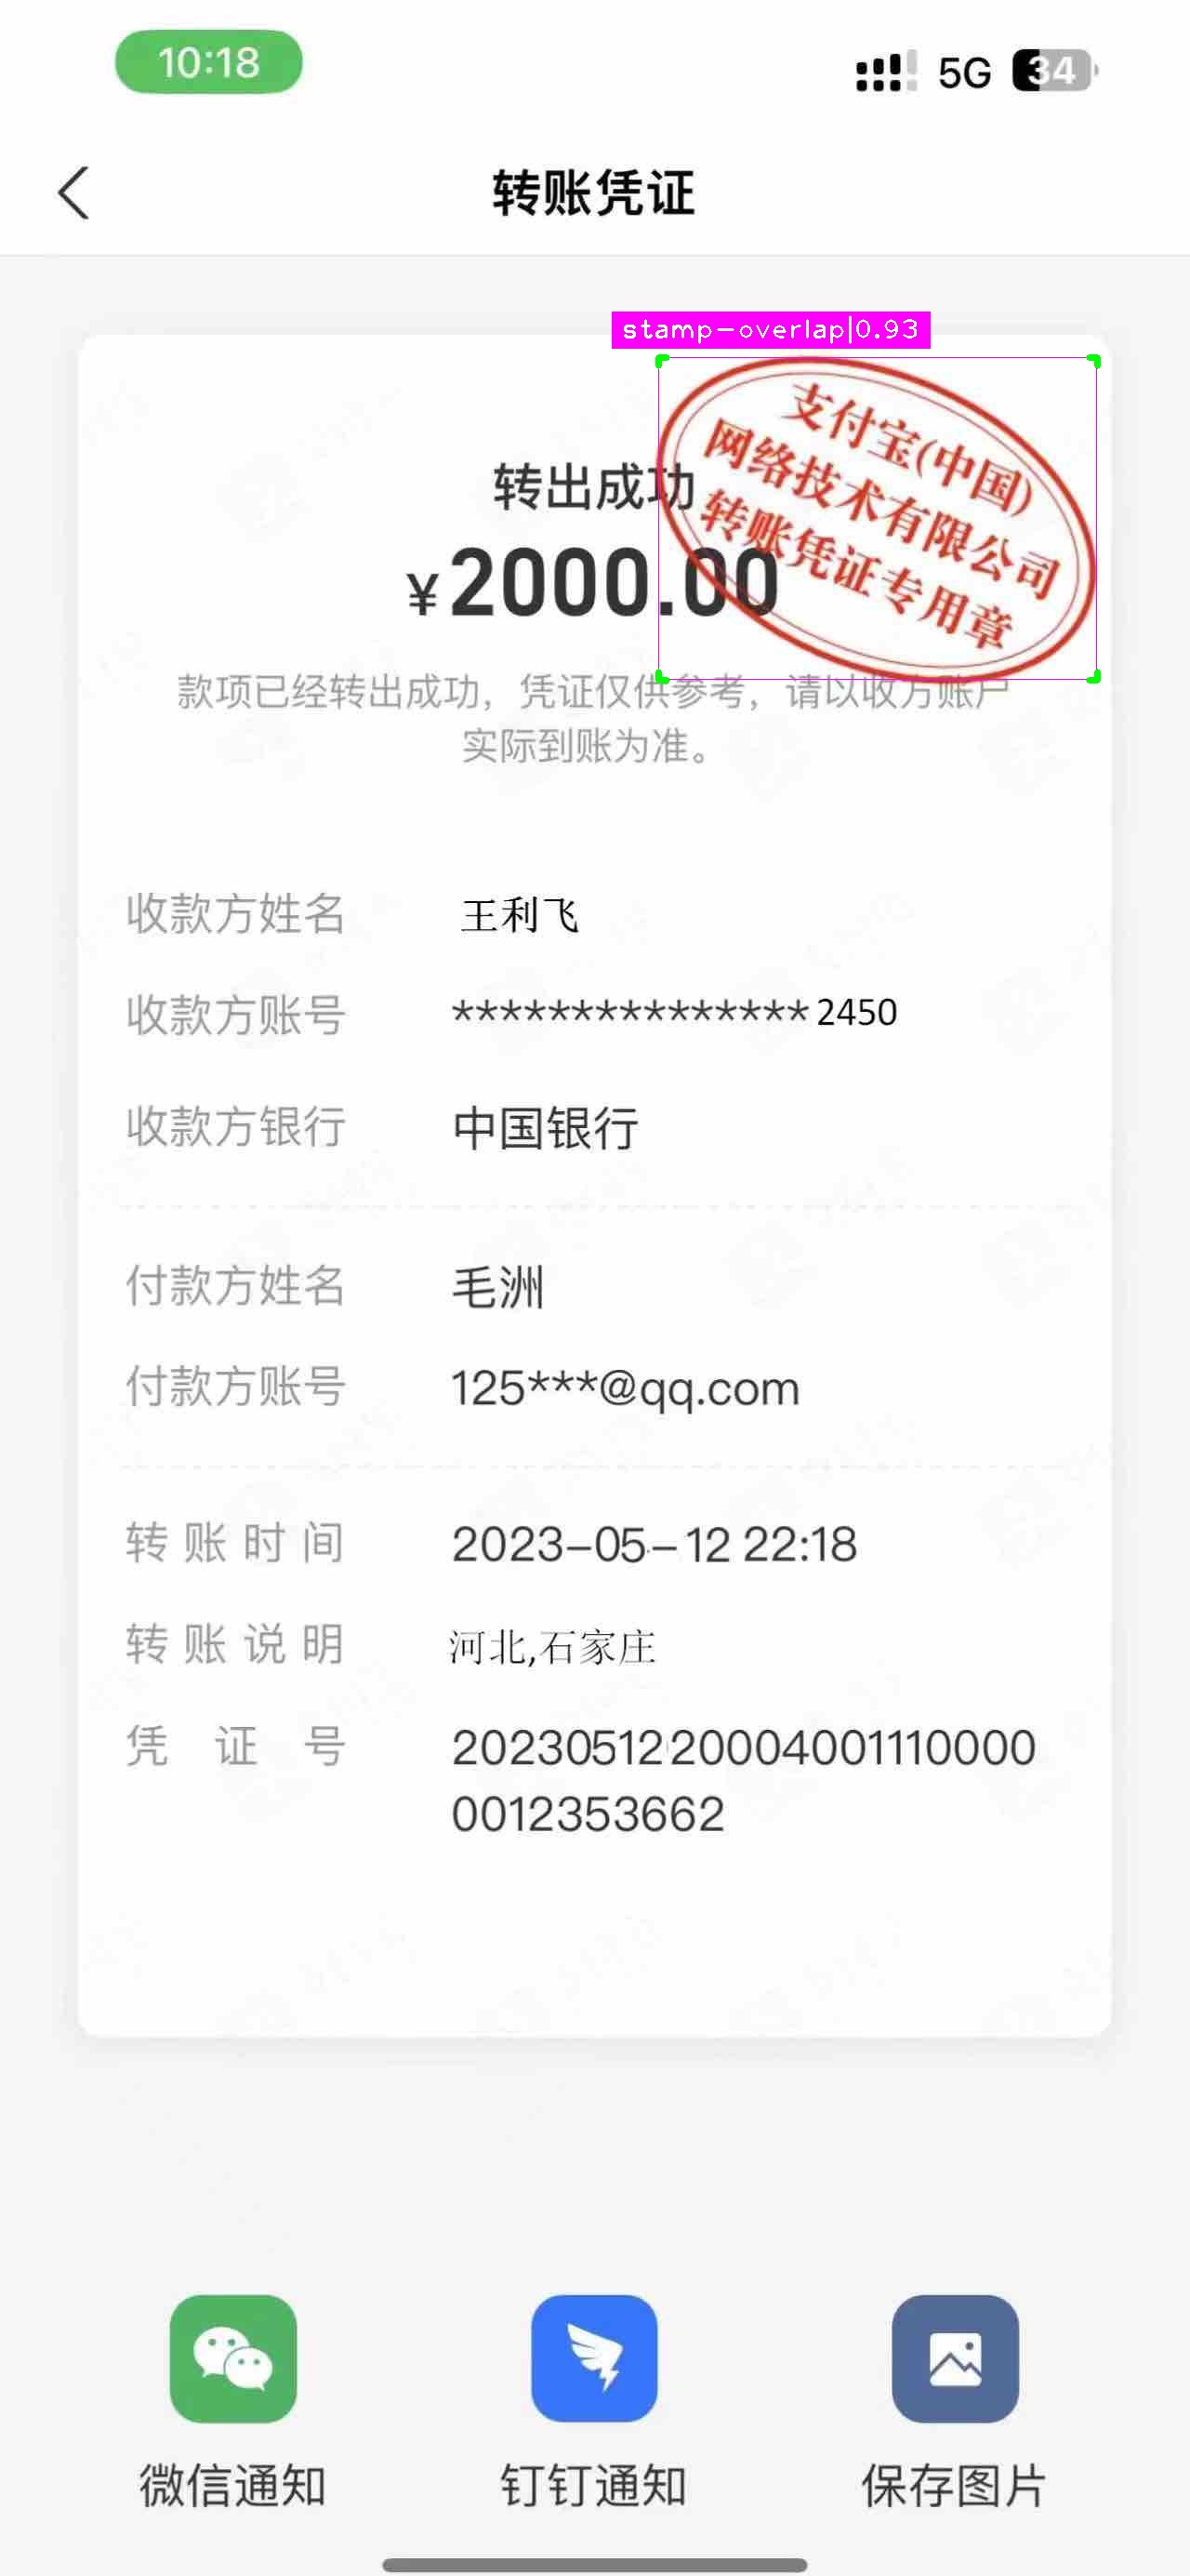 10:18
5G 34
转账凭证
stamp-overlap|0.93
支付宝(中国)
网络技术有限公司
转账凭证专用章
转出成功
¥2000.00
款项已经转出成功，凭证仅供参考，请以收方账户
实际到账为准。
收款方姓名 王利飞
收款方账号 ***************2450
收款方银行 中国银行
付款方姓名 毛洲
付款方账号 125***@qq.com
转账时间 2023-05-12 22:18
转账说明 河北,石家庄
凭证号 20230512200040011100000
0012353662
微信通知 钉钉通知 保存图片